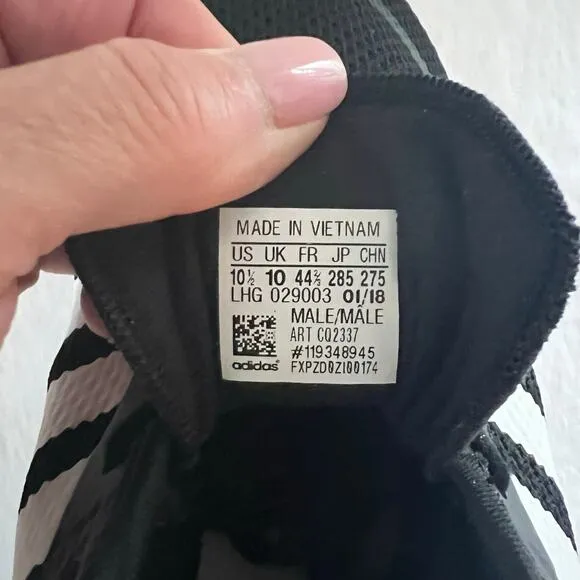 MADE IN VIETNAM
US UK FR JP CHN
10½ 10 44⅔ 285 275
LHG 029003 01/18
MALE/MÂLE
ART CQ2337
#119348945
adidas FXPZD0ZI00174